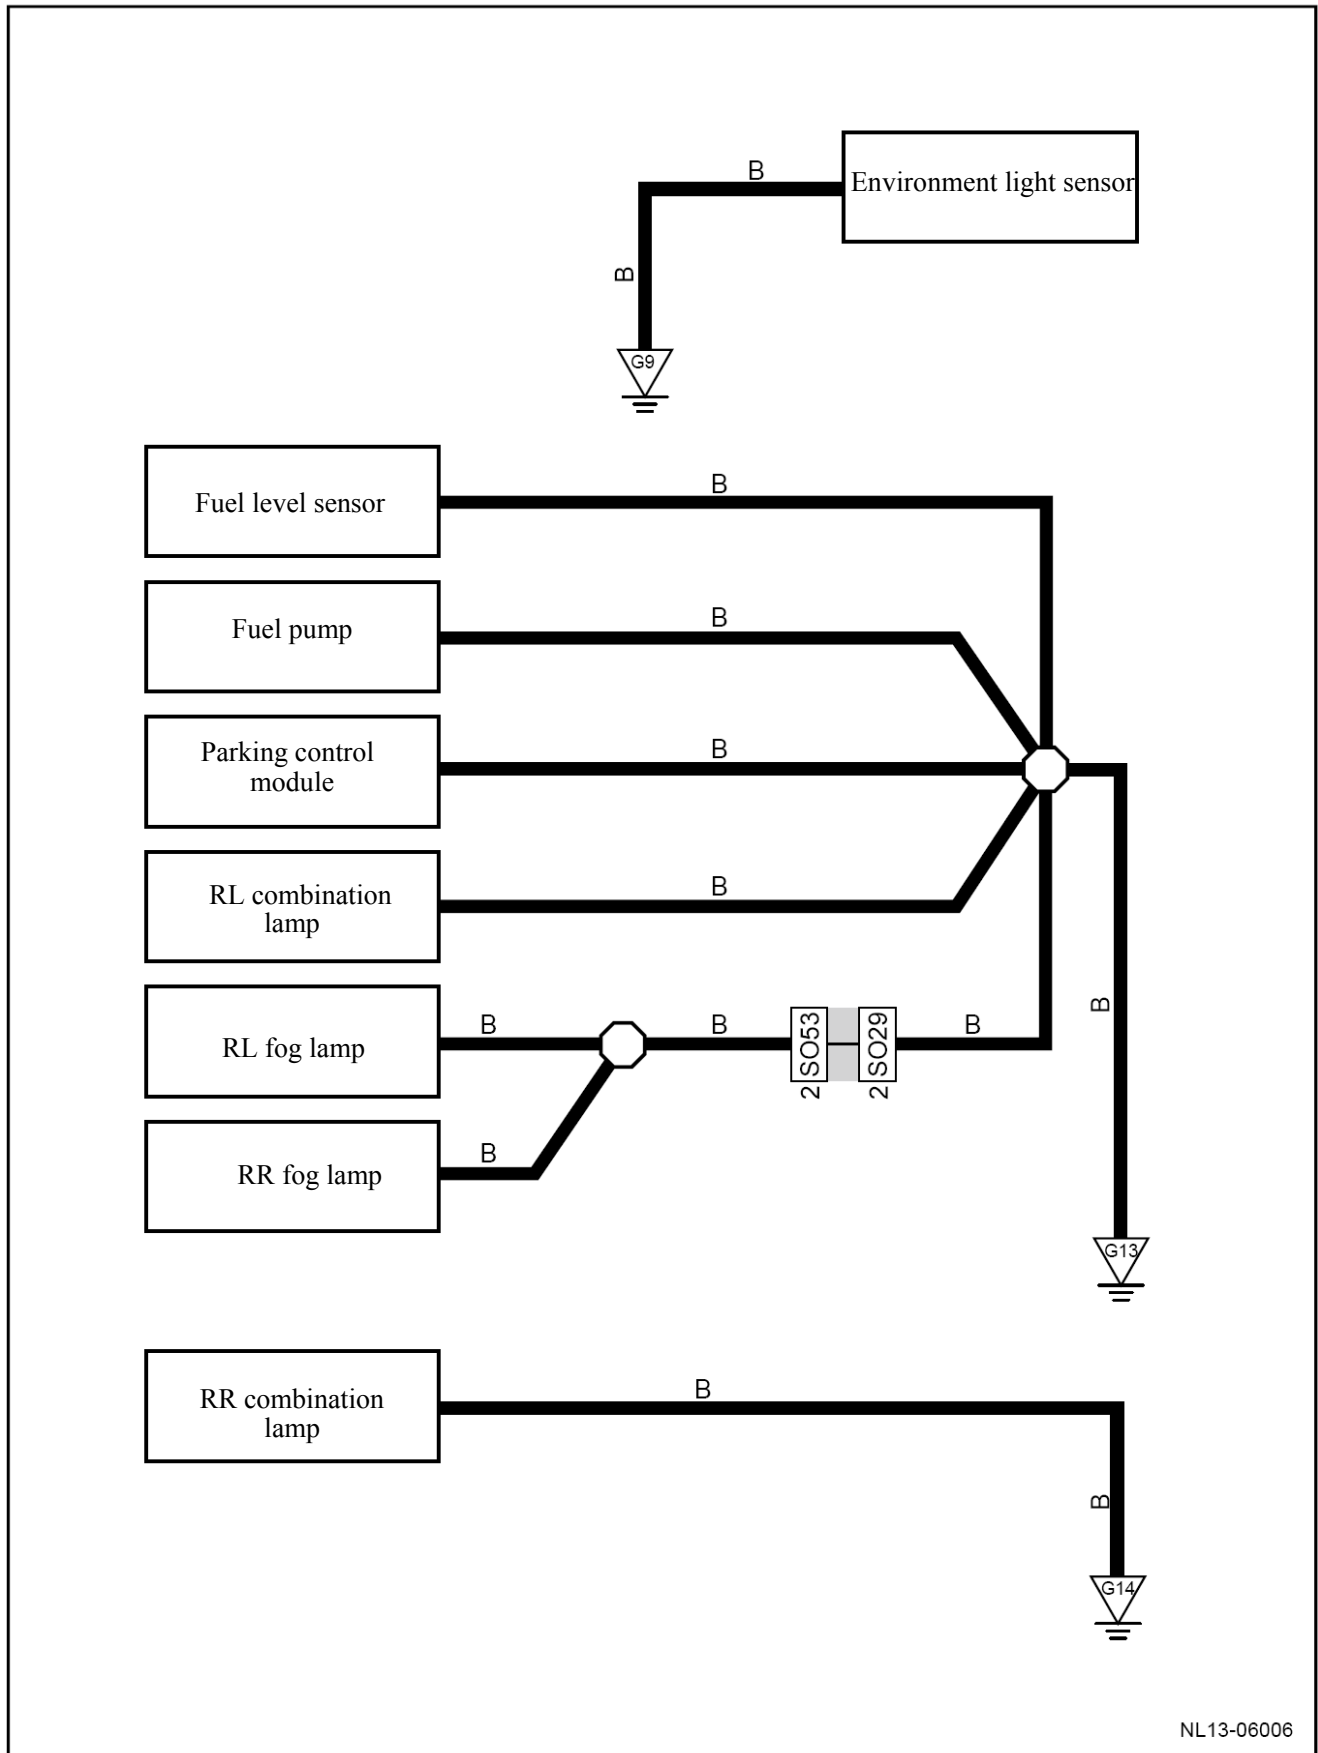 B
Environment light sensor
B
G9
Fuel level sensor
B
Fuel pump
B
Parking control
module
B
RL combination
lamp
B
RL fog lamp
B
B
2 SO53
2 SO29
B
B
RR fog lamp
B
G13
RR combination
lamp
B
B
G14
NL13-06006